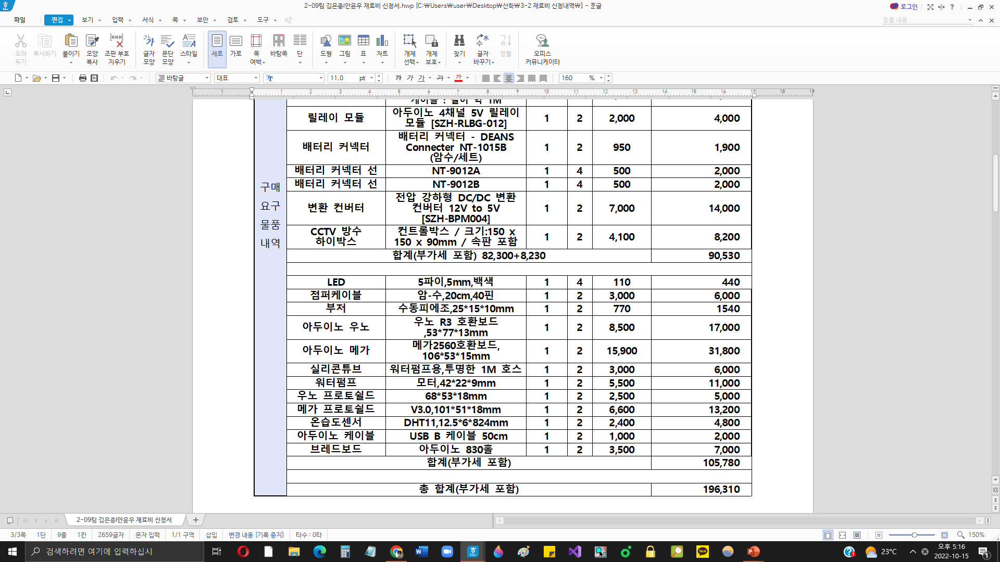 2-09팀 김은총|안윤우 재료비 신청서.hwp [C:\Users\user\Desktop\산학\3-2 재료비 신청내역\] - 한글
로그인
파일 편집 보기 입력 서식 쪽 보안 검토 도구
찾을 내용
오려 두기
복사하기
붙이기
모양 복사
조판 부호 지우기
글자 모양
문단 모양
스타일
세로
가로
쪽 여백
바탕쪽
단
도형
그림
표
차트
개체 선택
개체 보호
찾기
글자 바꾸기
정렬
오피스 커뮤니케이터
바탕글 대표 11.0 pt 가 가 가 가 가 160 %
1 1 2 3 4 5 6 7 8 9 10 11 12 13 14 15 16 17 18 19
구매
요구
물품
내역
릴레이 모듈 아두이노 4채널 5V 릴레이 모듈 [SZH-RLBG-012] 1 2 2,000 4,000
배터리 커넥터 배터리 커넥터 - DEANS Connecter NT-1015B (암수/세트) 1 2 950 1,900
배터리 커넥터 선 NT-9012A 1 4 500 2,000
배터리 커넥터 선 NT-9012B 1 4 500 2,000
변환 컨버터 전압 강하형 DC/DC 변환 컨버터 12V to 5V [SZH-BPM004] 1 2 7,000 14,000
CCTV 방수 하이박스 컨트롤박스 / 크기:150 x 150 x 90mm / 속판 포함 1 2 4,100 8,200
합계(부가세 포함) 82,300+8,230 90,530
LED 5파이,5mm,백색 1 4 110 440
점퍼케이블 암-수,20cm,40핀 1 2 3,000 6,000
부저 수동피에조,25*15*10mm 1 2 770 1540
아두이노 우노 우노 R3 호환보드 ,53*77*13mm 1 2 8,500 17,000
아두이노 메가 메가2560호환보드, 106*53*15mm 1 2 15,900 31,800
실리콘튜브 워터펌프용,투명한 1M 호스 1 2 3,000 6,000
워터펌프 모터,42*22*9mm 1 2 5,500 11,000
우노 프로토쉴드 68*53*18mm 1 2 2,500 5,000
메가 프로토쉴드 V3.0,101*51*18mm 1 2 6,600 13,200
온습도센서 DHT11,12.5*6*824mm 1 2 2,400 4,800
아두이노 케이블 USB B 케이블 50cm 1 2 1,000 2,000
브레드보드 아두이노 830홀 1 2 3,500 7,000
합계(부가세 포함) 105,780
총 합계(부가세 포함) 196,310
2-09팀 김은총|안윤우 재료비 신청서
3/3쪽 1단 9줄 1칸 2659글자 문자 입력 1/1 구역 삽입 변경 내용 [기록 중지] 타수 : 0타
150%
검색하려면 여기에 입력하십시
TALK
23°C
오후 5:16
2022-10-15
1